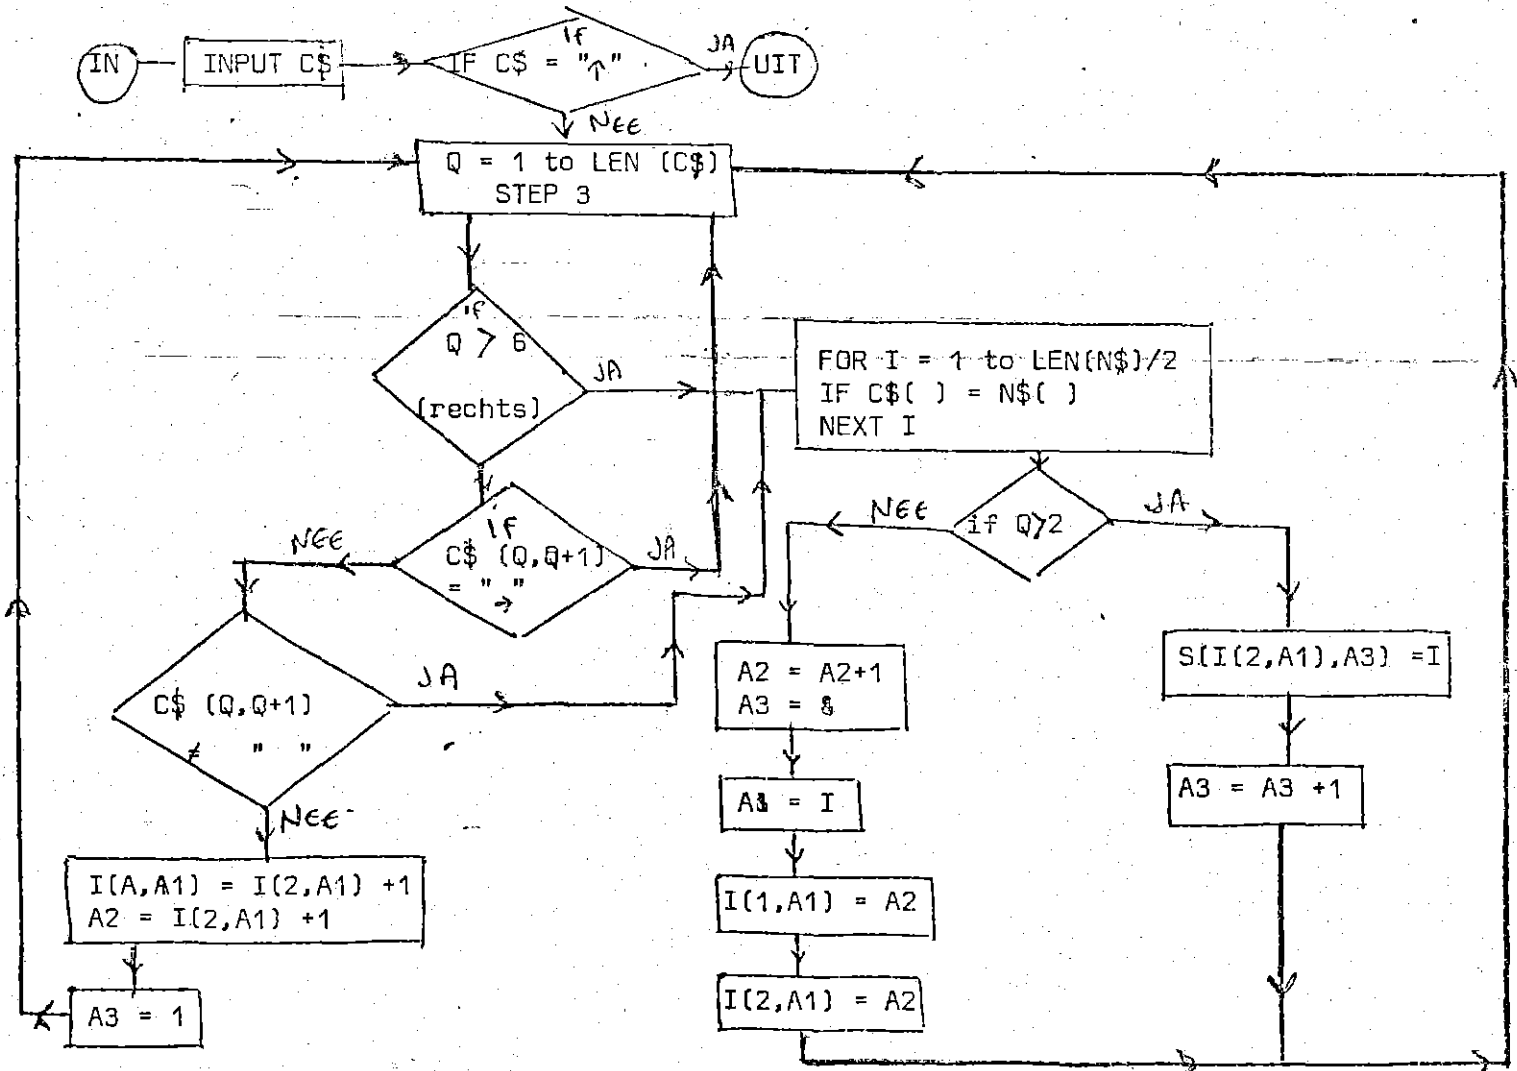 IN
INPUT C$
if
IF C$ = "↑"
JA
UIT
NEE
Q = 1 to LEN (C$)
STEP 3
if
Q > 6
(rechts)
JA
FOR I = 1 to LEN(N$)/2
IF C$( ) = N$( )
NEXT I
if
C$ (Q,Q+1)
= " → "
NEE
JA
NEE
if Q>2
JA
C$ (Q,Q+1)
≠ " "
JA
NEE
A2 = A2+1
A3 =
S(I(2,A1),A3) =I
= I
A3 = A3 +1
I(A,A1) = I(2,A1) +1
A2 = I(2,A1) +1
I(1,A1) = A2
A3 = 1
I(2,A1) = A2